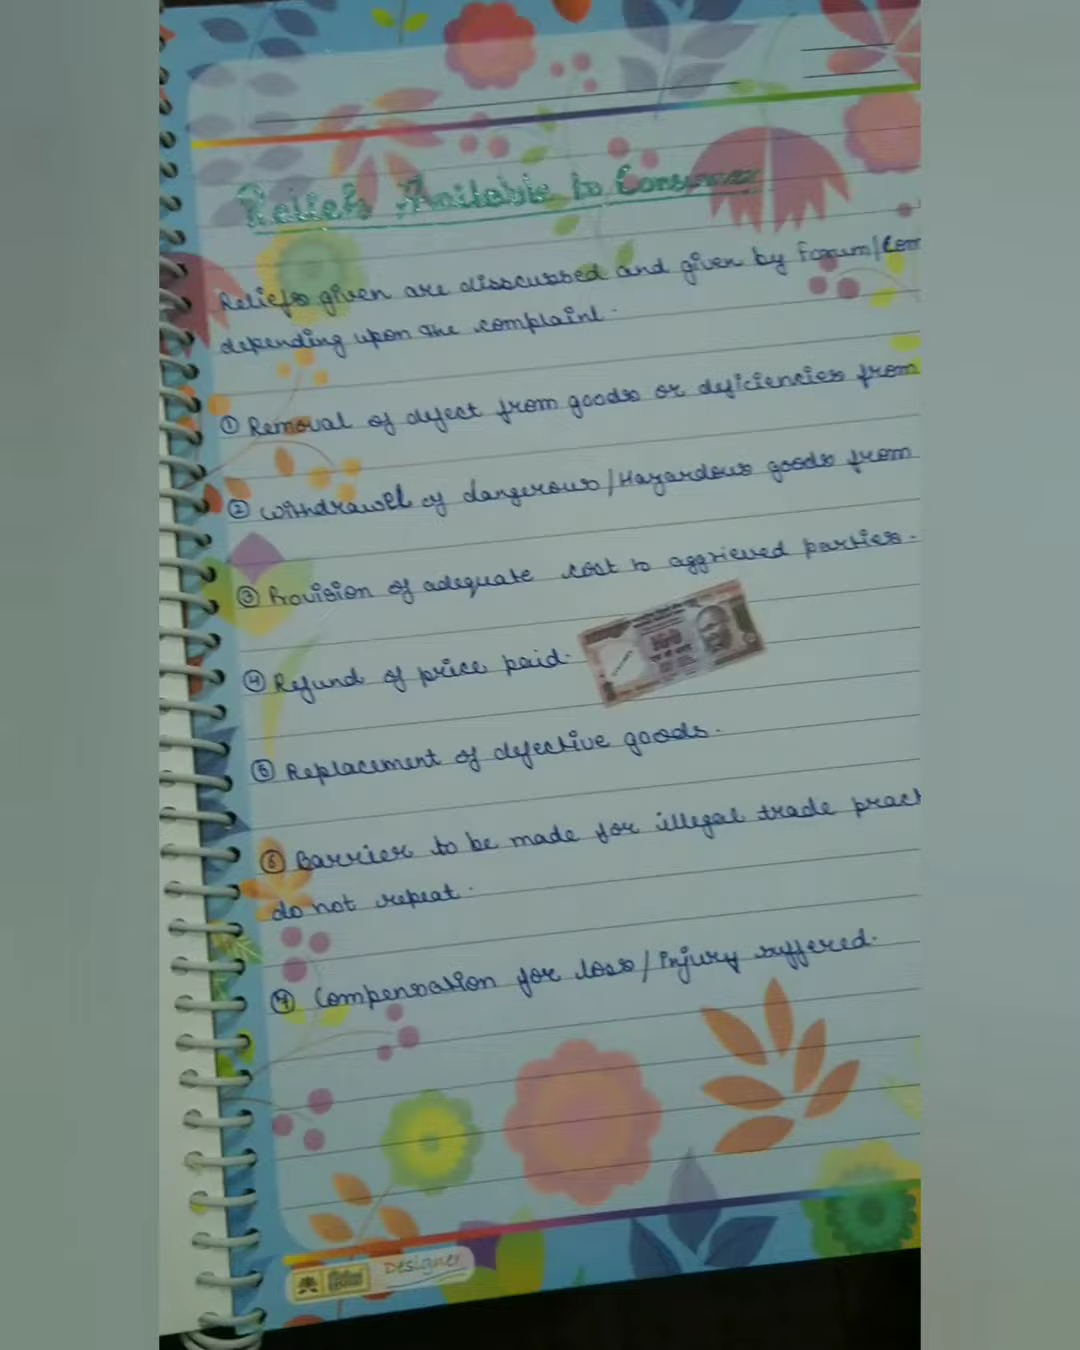 Reliefs Available to Consumer
Reliefs given are disscussed and given by Forum/Com
depending upon the complaint.
① Removal of defect from goods or deficiencies from
② Withdrawel of dangerous/Hazardous goods from
③ Provision of adequate cost to aggrieved parties.
④ Refund of price paid.
⑤ Replacement of defective goods.
⑥ Barrier to be made for illegal trade pract
do not repeat.
⑦ Compensation for loss/Injury suffered.
Designer